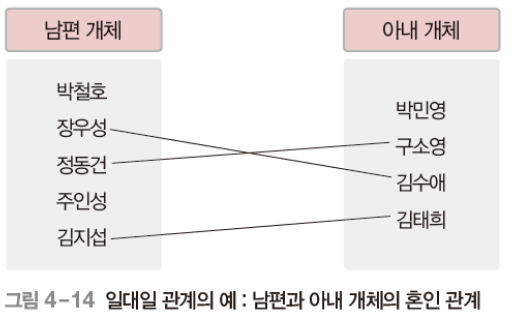 남편 개체
아내 개체
박철호
장우성
정동건
주인성
김지섭
박민영
구소영
김수애
김태희
그림 4-14 일대일 관계의 예 : 남편과 아내 개체의 혼인 관계